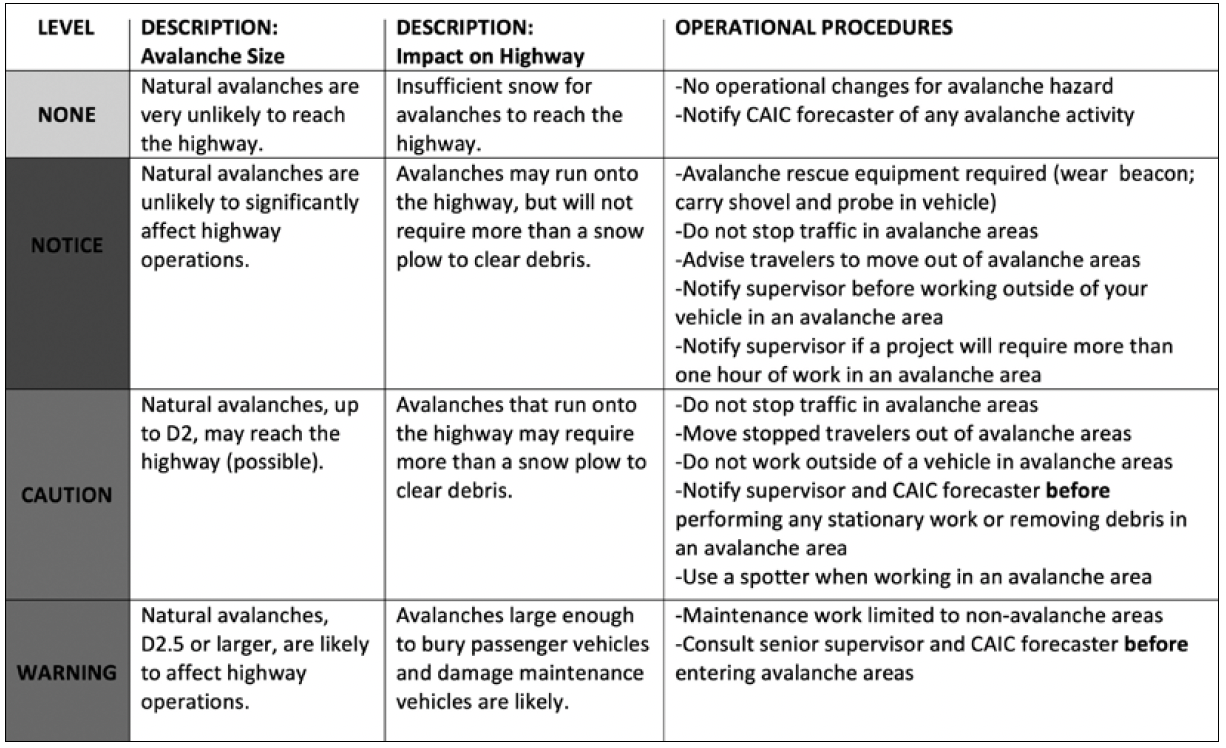 LEVEL
DESCRIPTION:
Avalanche Size
DESCRIPTION:
Impact on Highway
OPERATIONAL PROCEDURES
NONE
Natural avalanches are
very unlikely to reach
the highway.
Insufficient snow for
avalanches to reach the
highway.
-No operational changes for avalanche hazard
-Notify CAIC forecaster of any avalanche activity
NOTICE
Natural avalanches are
unlikely to significantly
affect highway
operations.
Avalanches may run onto
the highway, but will not
require more than a snow
plow to clear debris.
-Avalanche rescue equipment required (wear beacon;
carry shovel and probe in vehicle)
-Do not stop traffic in avalanche areas
-Advise travelers to move out of avalanche areas
-Notify supervisor before working outside of your
vehicle in an avalanche area
-Notify supervisor if a project will require more than
one hour of work in an avalanche area
CAUTION
Natural avalanches, up
to D2, may reach the
highway (possible).
Avalanches that run onto
the highway may require
more than a snow plow to
clear debris.
-Do not stop traffic in avalanche areas
-Move stopped travelers out of avalanche areas
-Do not work outside of a vehicle in avalanche areas
-Notify supervisor and CAIC forecaster before
performing any stationary work or removing debris in
an avalanche area
-Use a spotter when working in an avalanche area
WARNING
Natural avalanches,
D2.5 or larger, are likely
to affect highway
operations.
Avalanches large enough
to bury passenger vehicles
and damage maintenance
vehicles are likely.
-Maintenance work limited to non-avalanche areas
-Consult senior supervisor and CAIC forecaster before
entering avalanche areas